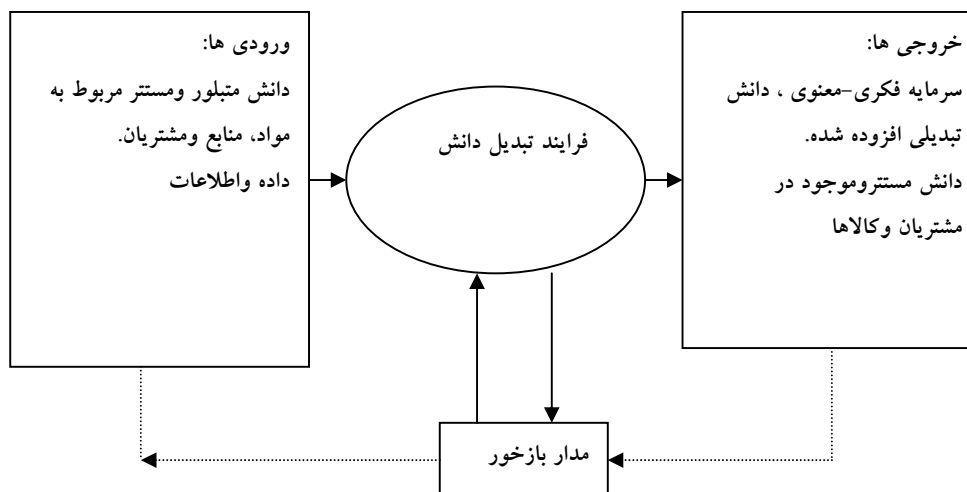 ورودی ها:
دانش متبلور ومستتر مربوط به
مواد، منابع ومشتریان.
داده واطلاعات
فرایند تبدیل دانش
خروجی ها:
سرمایه فکری-معنوی ، دانش
تبدیلی افزوده شده.
دانش مستتروموجود در
مشتریان وکالاها
مدار بازخور